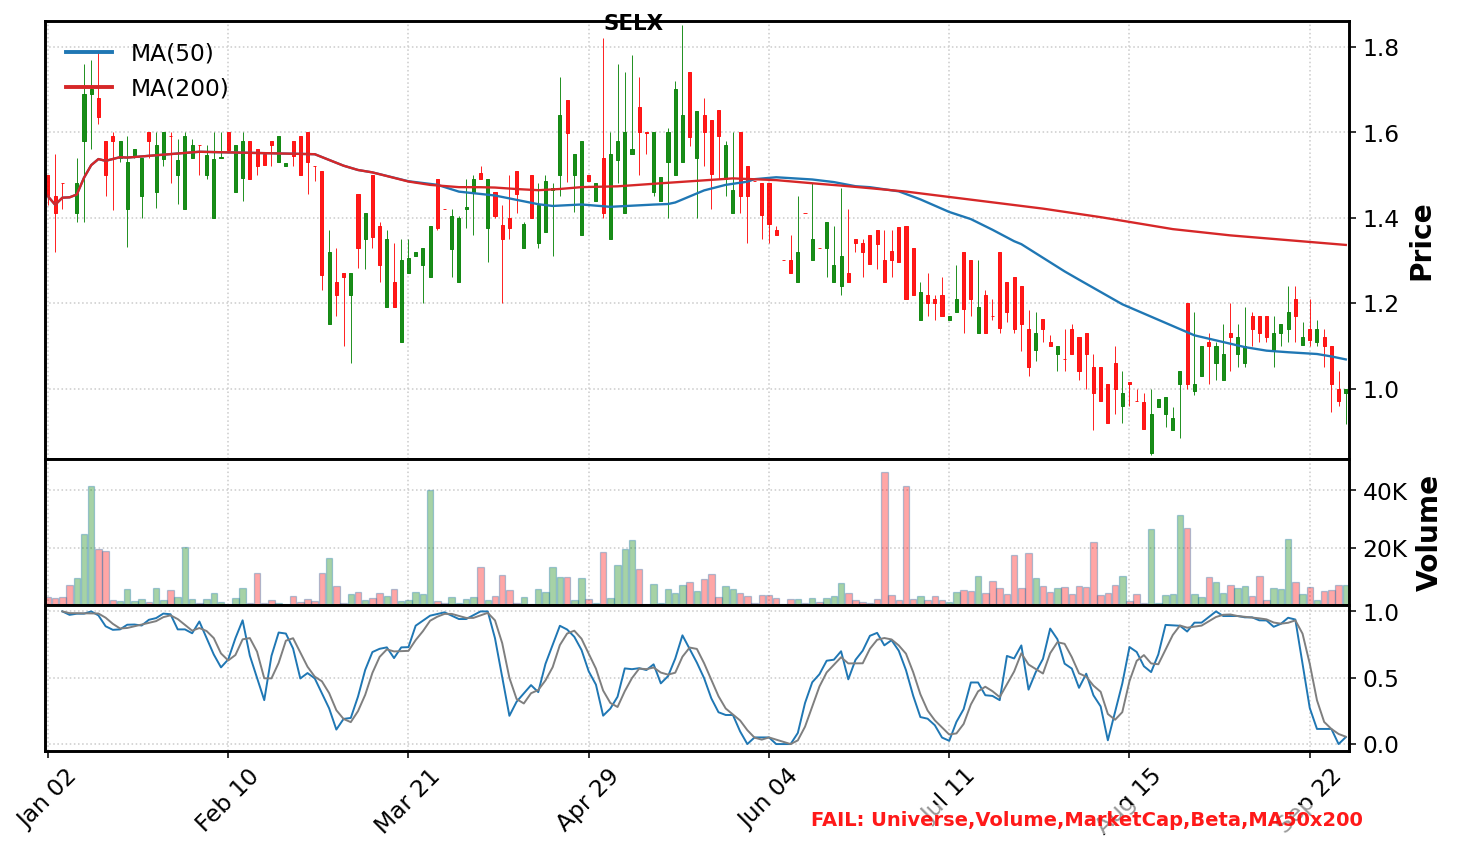 SELX
MA(50)
MA(200)
1.8
1.6
1.4
1.2
1.0
Price
40K
20K
Volume
1.0
0.5
0.0
Jan 02
Feb 10
Mar 21
Apr 29
Jun 04
Jul 11
Aug 15
Sep 22
FAIL: Universe,Volume,MarketCap,Beta,MA50x200